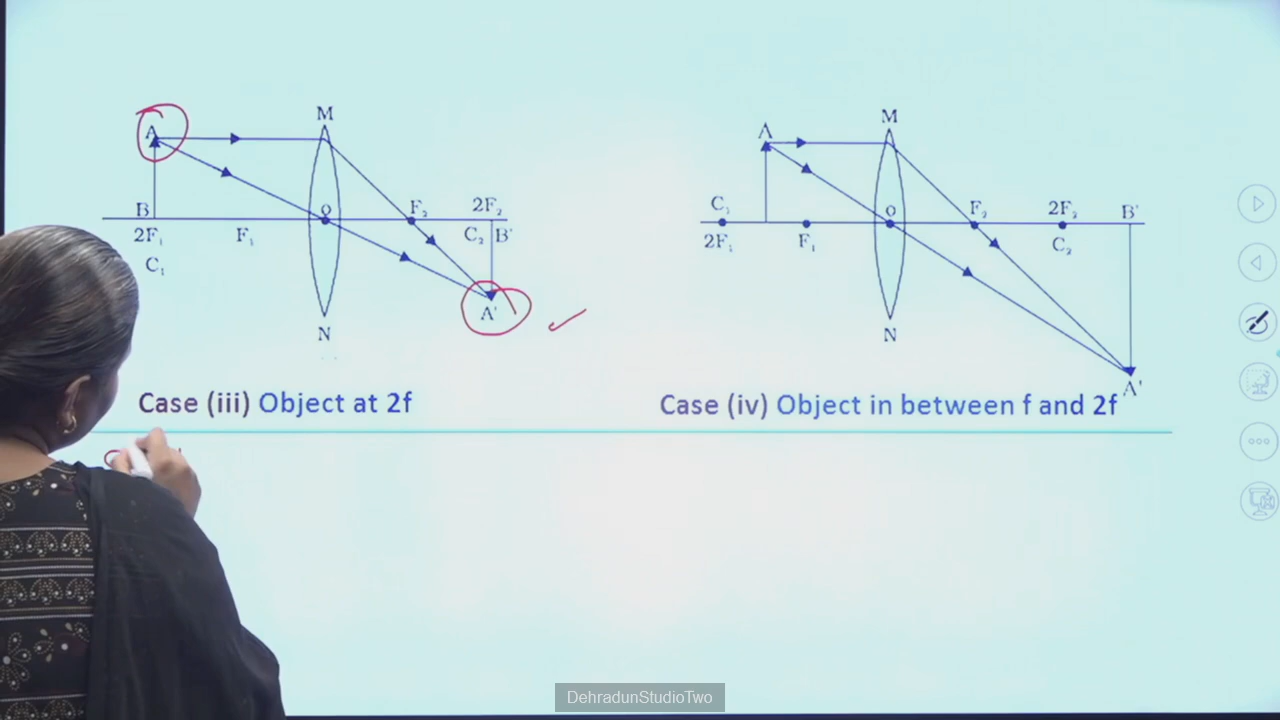 A
M
B
O
F₂
2F₂
2F₁
F₁
C₂
B'
C₁
A'
N
Case (iii) Object at 2f
A
M
C₁
O
F₂
2F₂
B'
2F₁
F₁
C₂
N
A'
Case (iv) Object in between f and 2f
DehradunStudioTwo